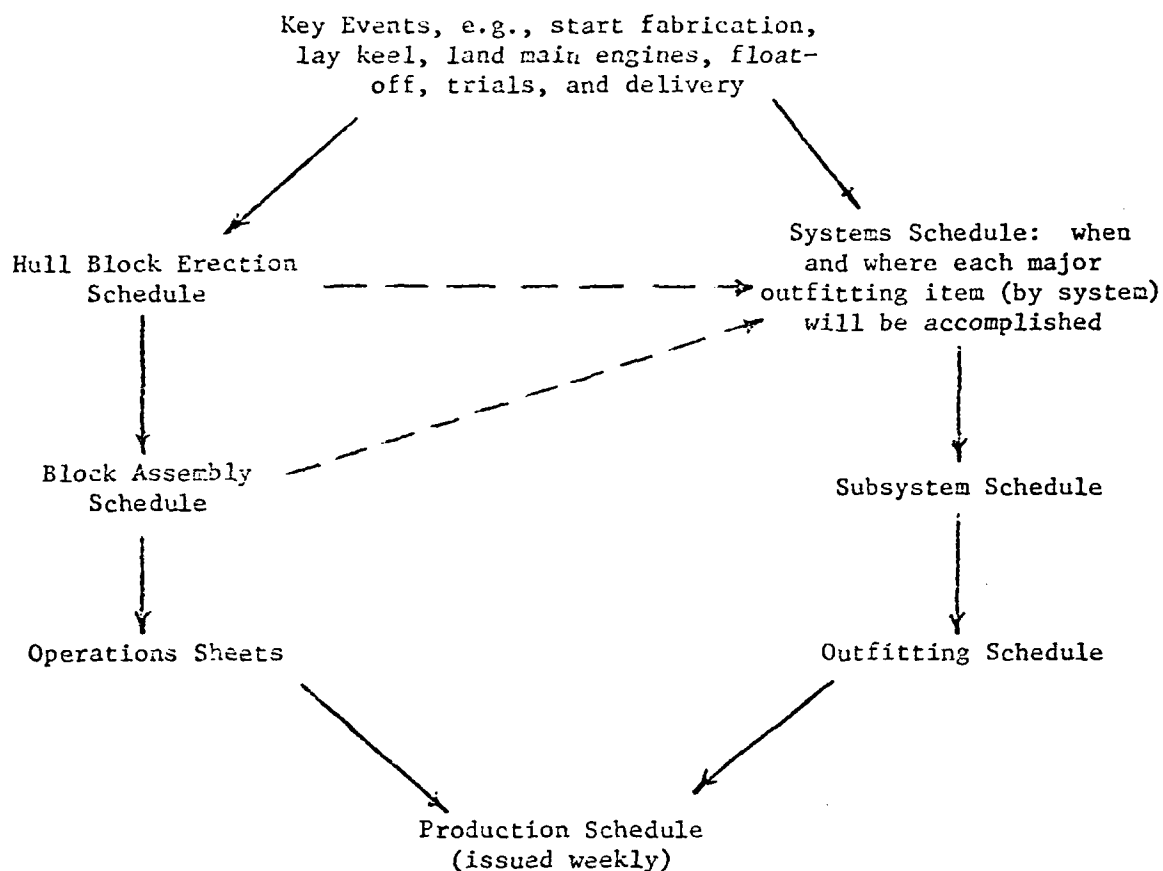 Key Events, e.g., start fabrication,
lay keel, land main engines, float-
off, trials, and delivery
Hull Block Erection
Schedule
Systems Schedule: when
and where each major
outfitting item (by system)
will be accomplished
Block Assembly
Schedule
Subsystem Schedule
Operations Sheets
Outfitting Schedule
Production Schedule
(issued weekly)